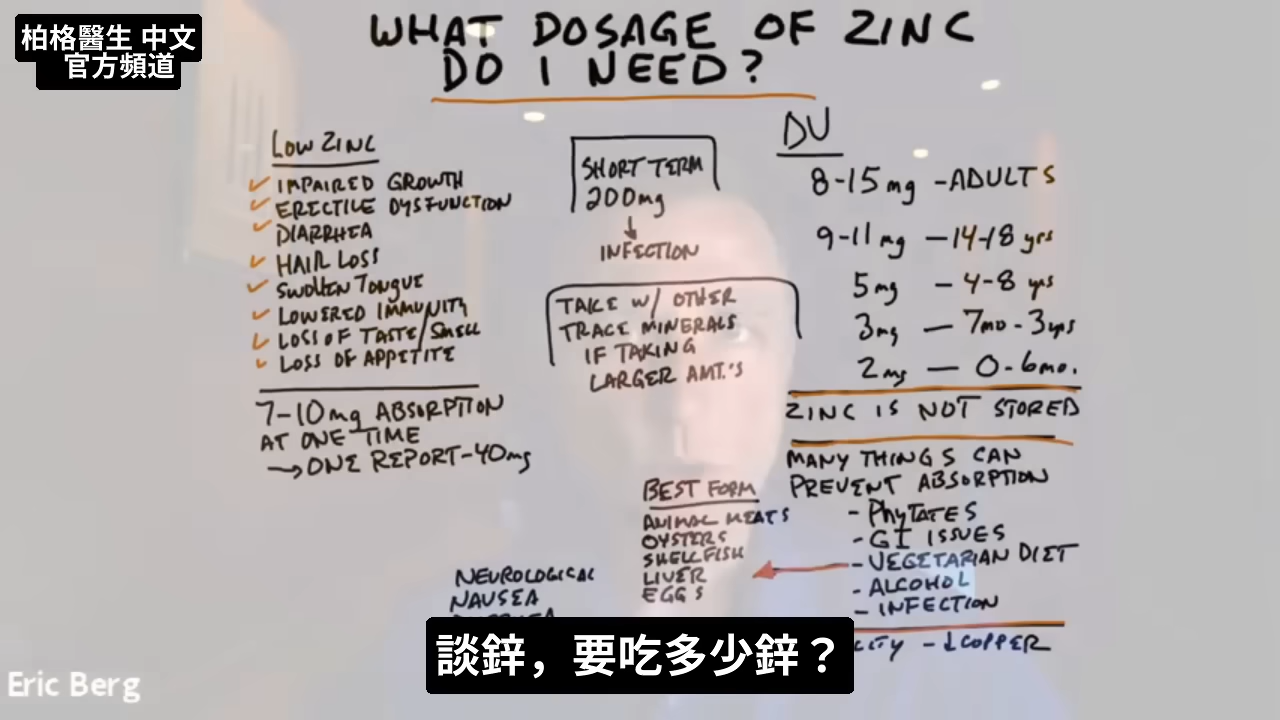 柏格醫生 中文
官方頻道
WHAT DOSAGE OF ZINC
DO I NEED?
LOW ZINC
IMPAIRED GROWTH
ERECTILE DYSFUNCTION
DIARRHEA
HAIR LOSS
SWOLLEN TONGUE
LOWERED IMMUNITY
LOSS OF TASTE/SMELL
LOSS OF APPETITE
7-10mg ABSORPTION
AT ONE TIME
→ ONE REPORT-40mg
SHORT TERM
200mg
↓
INFECTION
TAKE W/ OTHER
TRACE MINERALS
IF TAKING
LARGER AMT.'S
DV
8-15mg - ADULTS
9-11mg - 14-18 yrs
5mg - 4-8 yrs
3mg - 7mo - 3yrs
2mg - 0-6mo.
ZINC IS NOT STORED
MANY THINGS CAN
PREVENT ABSORPTION
- PHYTATES
- GI ISSUES
- VEGETARIAN DIET
- ALCOHOL
- INFECTION
BEST FORM
ANIMAL MEATS
OYSTERS
SHELLFISH
LIVER
EGGS
NEUROLOGICAL
NAUSEA
- ↓COPPER
談鋅，要吃多少鋅？
Eric Berg